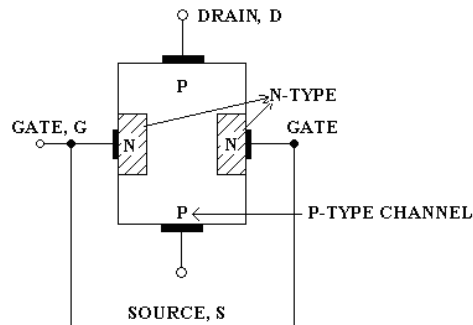 DRAIN, D
P
N-TYPE
GATE, G
N
N
GATE
P
P-TYPE CHANNEL
SOURCE, S